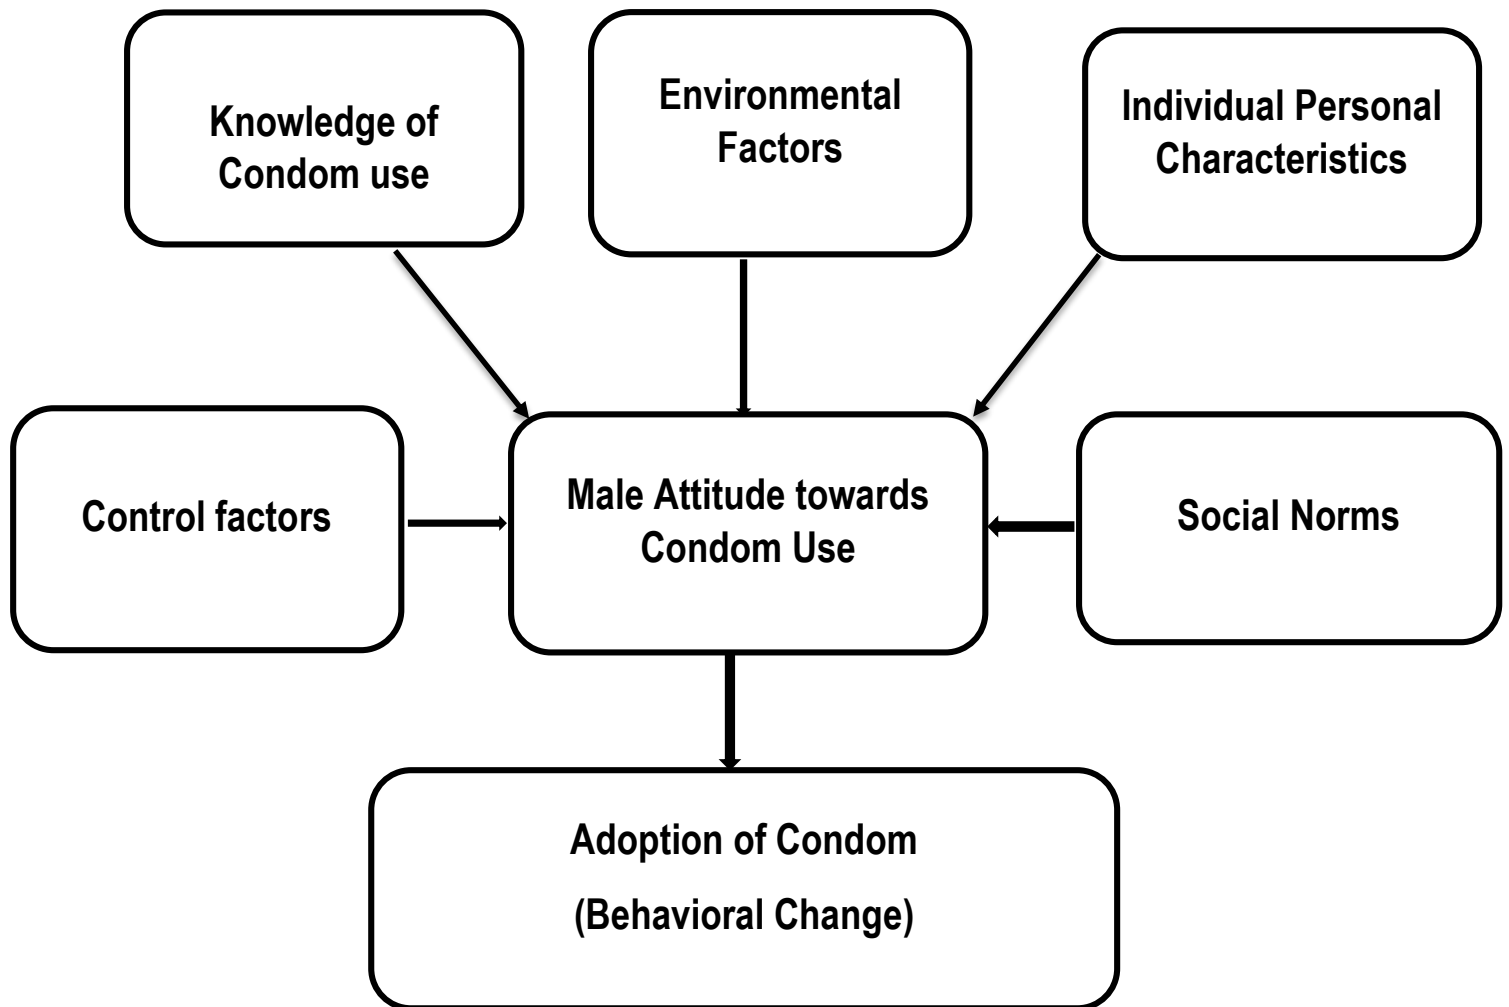 Knowledge of
Condom use
Environmental
Factors
Individual Personal
Characteristics
Control factors
Male Attitude towards
Condom Use
Social Norms
Adoption of Condom
(Behavioral Change)